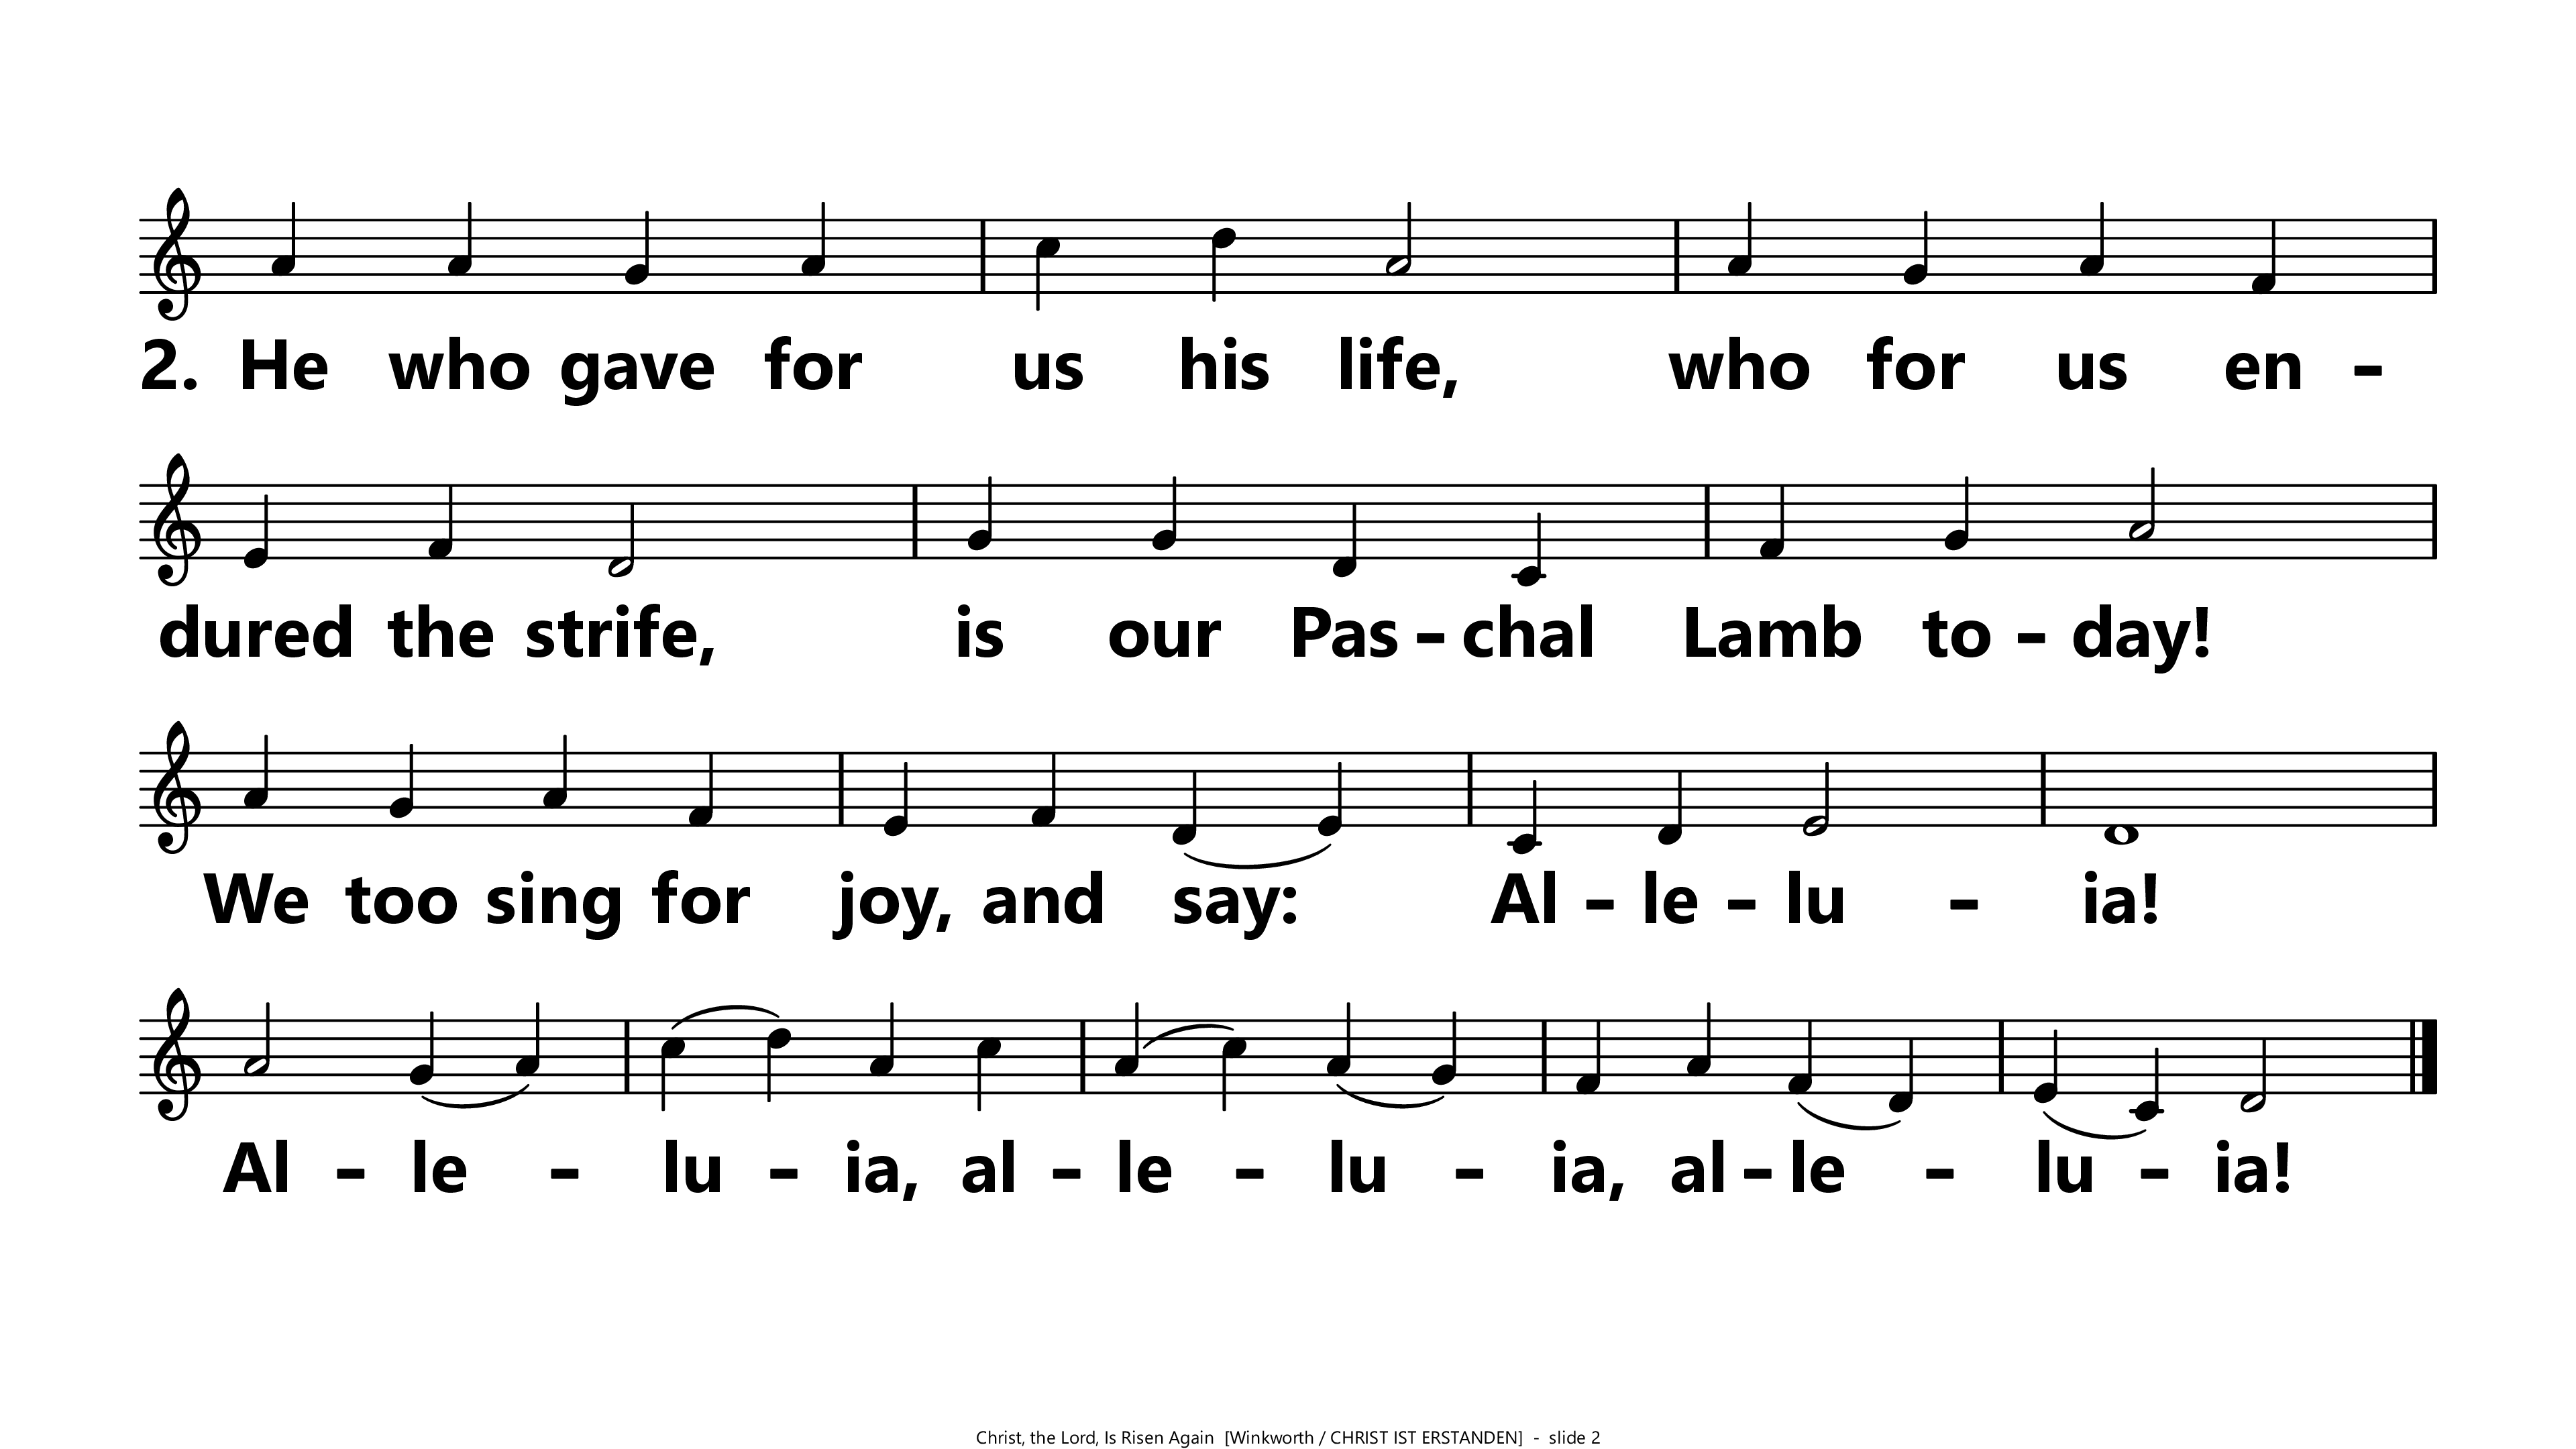 2. He who gave for us his life, who for us en -
dured the strife, is our Pas - chal Lamb to - day!
We too sing for joy, and say: Al - le - lu - ia!
Al - le - lu - ia, al - le - lu - ia, al - le - lu - ia!
Christ, the Lord, Is Risen Again [Winkworth / CHRIST IST ERSTANDEN] - slide 2